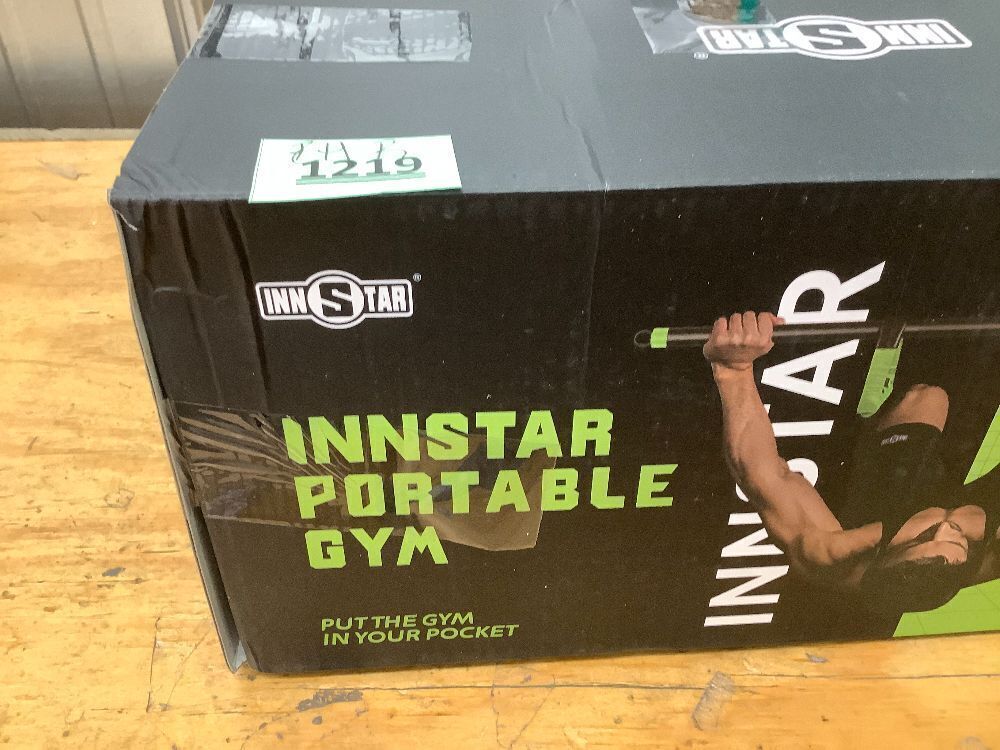 INNSTAR
1219
INNSTAR
INNSTAR
PORTABLE
GYM
PUT THE GYM
IN YOUR POCKET
INNSTAR